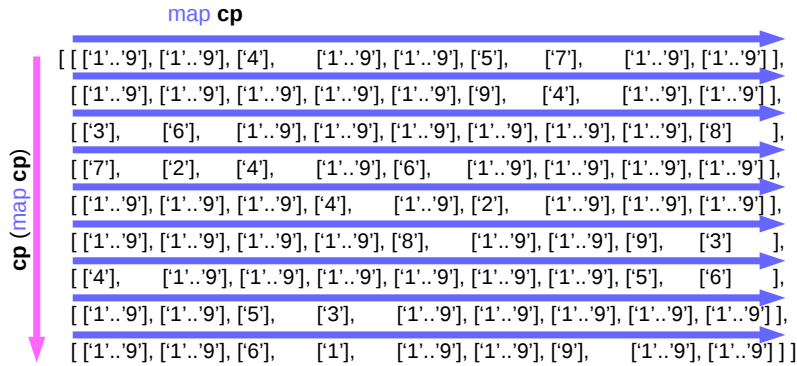 map cp
[ [ [‘1’..’9’], [‘1’..’9’], [‘4’], [‘1’..’9’], [‘1’..’9’], [‘5’], [‘7’], [‘1’..’9’], [‘1’..’9’] ],
[ [‘1’..’9’], [‘1’..’9’], [‘1’..’9’], [‘1’..’9’], [‘1’..’9’], [‘9’], [‘4’], [‘1’..’9’], [‘1’..’9’] ],
[ [‘3’], [‘6’], [‘1’..’9’], [‘1’..’9’], [‘1’..’9’], [‘1’..’9’], [‘1’..’9’], [‘1’..’9’], [‘8’] ],
[ [‘7’], [‘2’], [‘4’], [‘1’..’9’], [‘6’], [‘1’..’9’], [‘1’..’9’], [‘1’..’9’], [‘1’..’9’] ],
[ [‘1’..’9’], [‘1’..’9’], [‘1’..’9’], [‘4’], [‘1’..’9’], [‘2’], [‘1’..’9’], [‘1’..’9’], [‘1’..’9’] ],
[ [‘1’..’9’], [‘1’..’9’], [‘1’..’9’], [‘1’..’9’], [‘8’], [‘1’..’9’], [‘1’..’9’], [‘9’], [‘3’] ],
[ [‘4’], [‘1’..’9’], [‘1’..’9’], [‘1’..’9’], [‘1’..’9’], [‘1’..’9’], [‘1’..’9’], [‘5’], [‘6’] ],
[ [‘1’..’9’], [‘1’..’9’], [‘5’], [‘3’], [‘1’..’9’], [‘1’..’9’], [‘1’..’9’], [‘1’..’9’], [‘1’..’9’] ],
[ [‘1’..’9’], [‘1’..’9’], [‘6’], [‘1’], [‘1’..’9’], [‘1’..’9’], [‘9’], [‘1’..’9’], [‘1’..’9’] ] ]
cp (map cp)